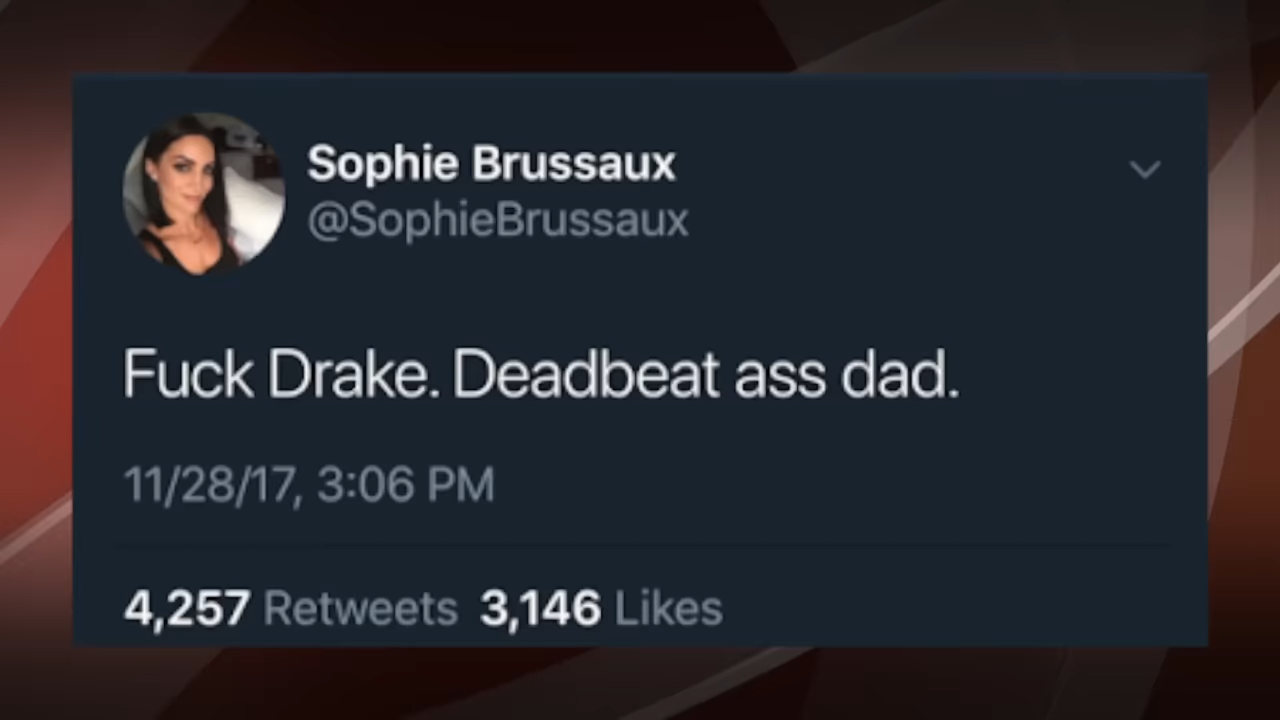 Sophie Brussaux
@SophieBrussaux
Fuck Drake. Deadbeat ass dad.
11/28/17, 3:06 PM
4,257 Retweets 3,146 Likes